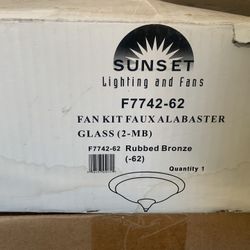 SUNSET
Lighting and Fans
F7742-62
FAN KIT FAUX ALABASTER
GLASS (2-MB)
F7742-62 Rubbed Bronze
(-62)
Quantity 1